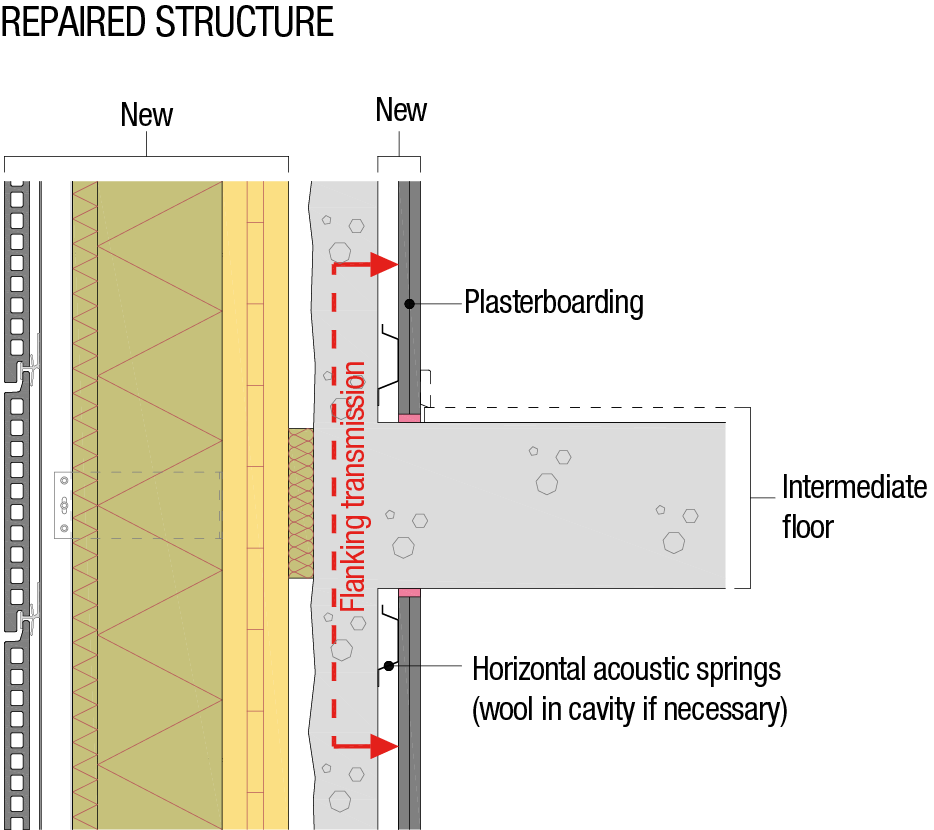 REPAIRED STRUCTURE
New
New
Plasterboarding
Flanking transmission
Intermediate
floor
Horizontal acoustic springs
(wool in cavity if necessary)